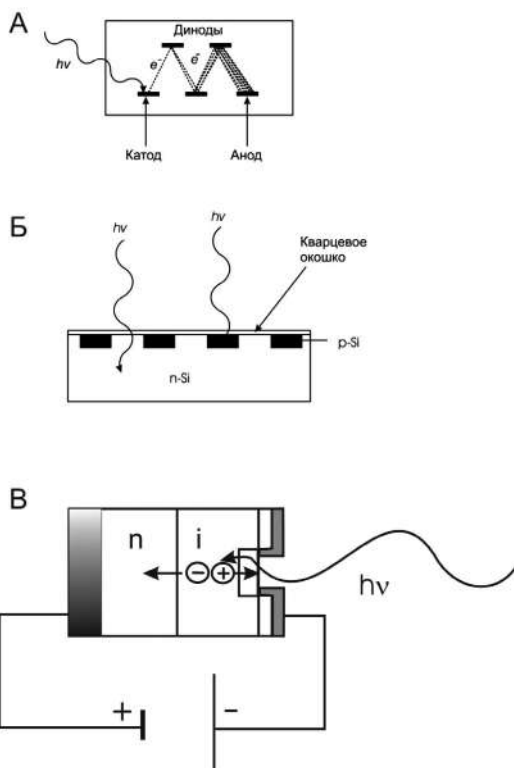 А
Диноды
hν
e⁻
e⁻
Катод
Анод
Б
hν
hν
Кварцевое
окошко
p-Si
n-Si
В
n
i
−
+
hν
+
−